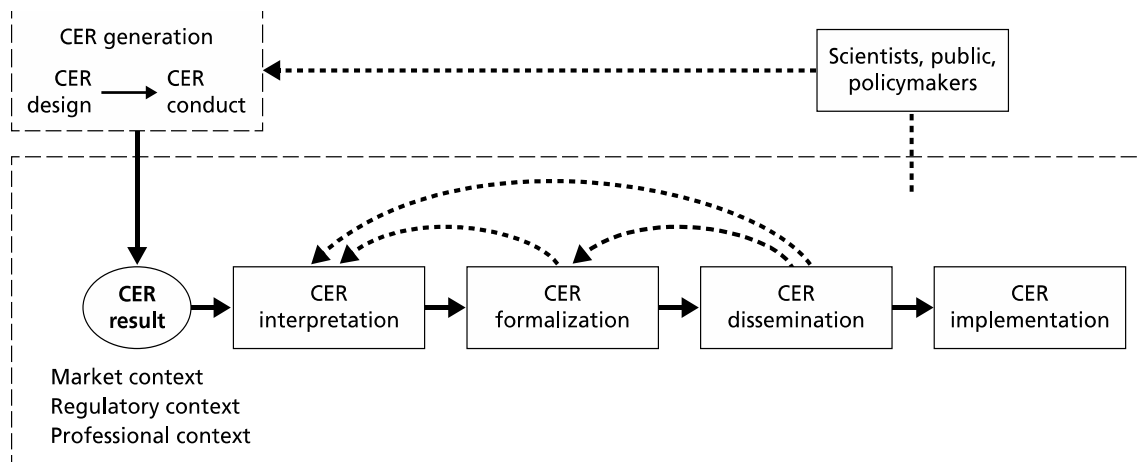 CER generation
CER
design
CER
conduct
Scientists, public,
policymakers
CER
result
CER
interpretation
CER
formalization
CER
dissemination
CER
implementation
Market context
Regulatory context
Professional context